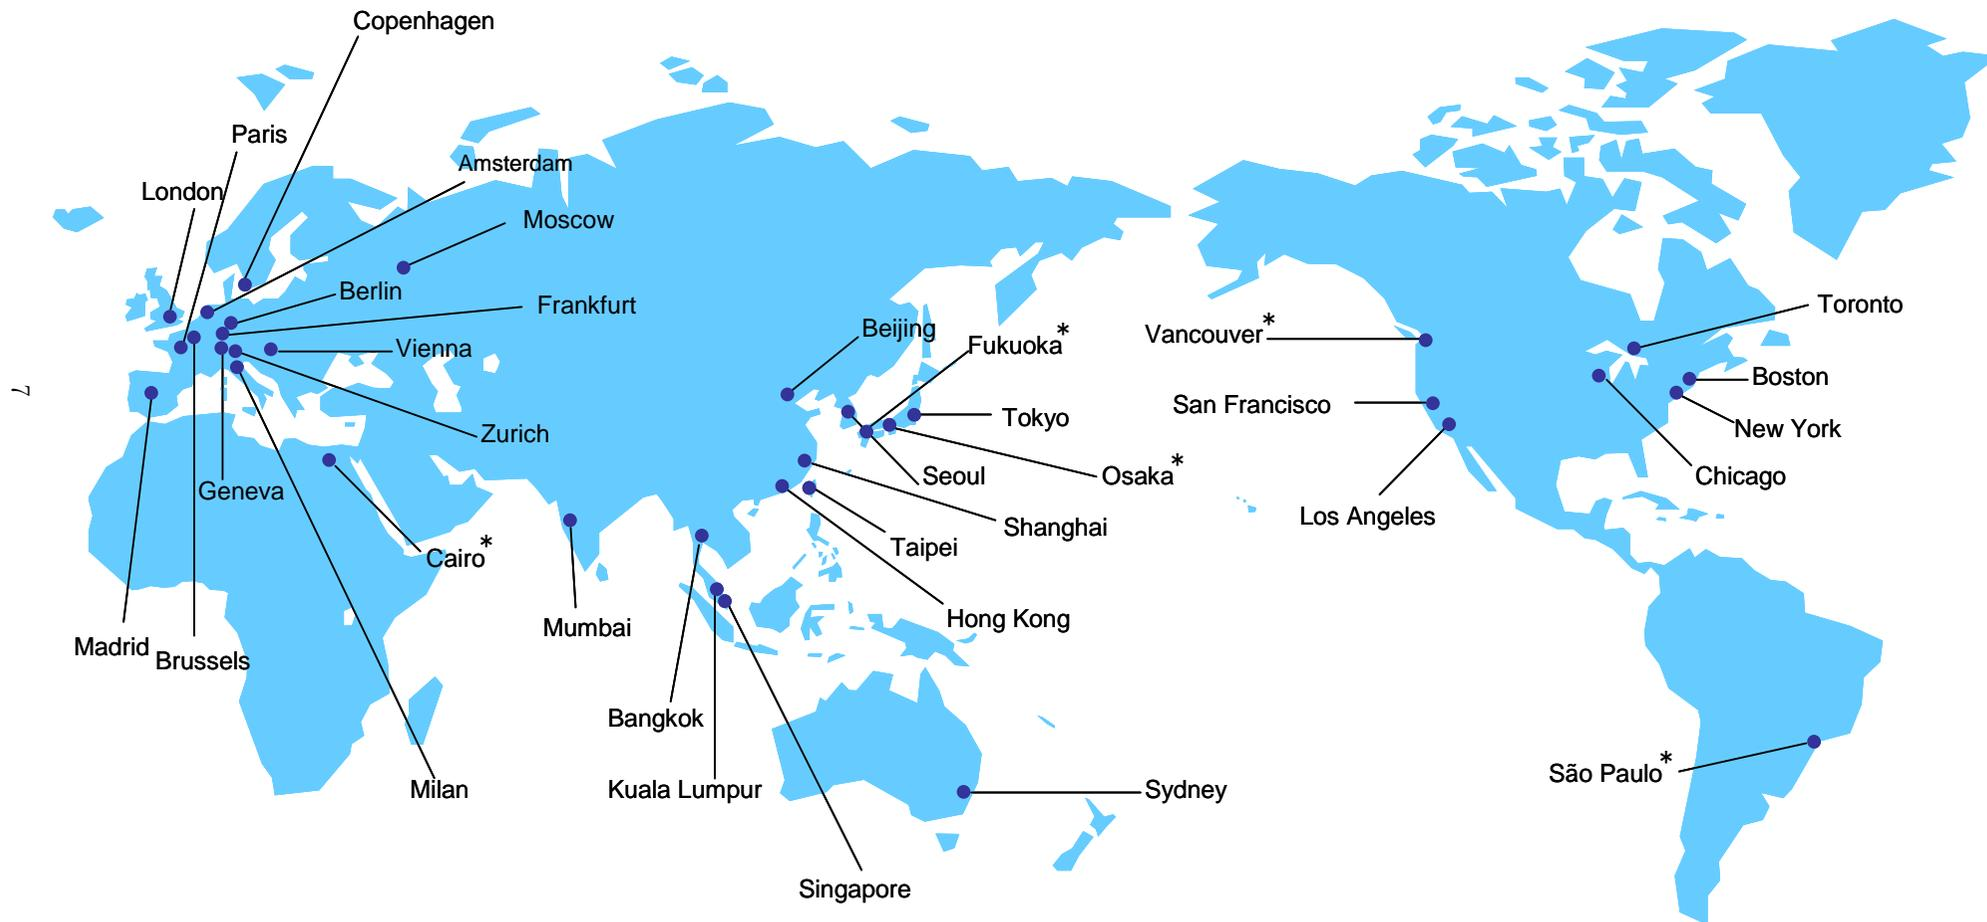 Copenhagen
Paris
Amsterdam
London
Moscow
Berlin
Frankfurt
Toronto
Beijing
Fukuoka*
Vancouver*
Vienna
Boston
7
San Francisco
Tokyo
New York
Zurich
Seoul
Osaka*
Chicago
Geneva
Los Angeles
Shanghai
Taipei
Cairo*
Hong Kong
Mumbai
Madrid
Brussels
Bangkok
São Paulo*
Milan
Kuala Lumpur
Sydney
Singapore